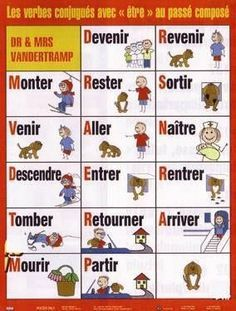 Les verbes conjugués avec « être » au passé composé
DR & MRS
VANDERTRAMP
Devenir
Revenir
Monter
Rester
Sortir
Venir
Aller
Naître
Descendre
Entrer
Rentrer
Tomber
Retourner
Arriver
Mourir
Partir